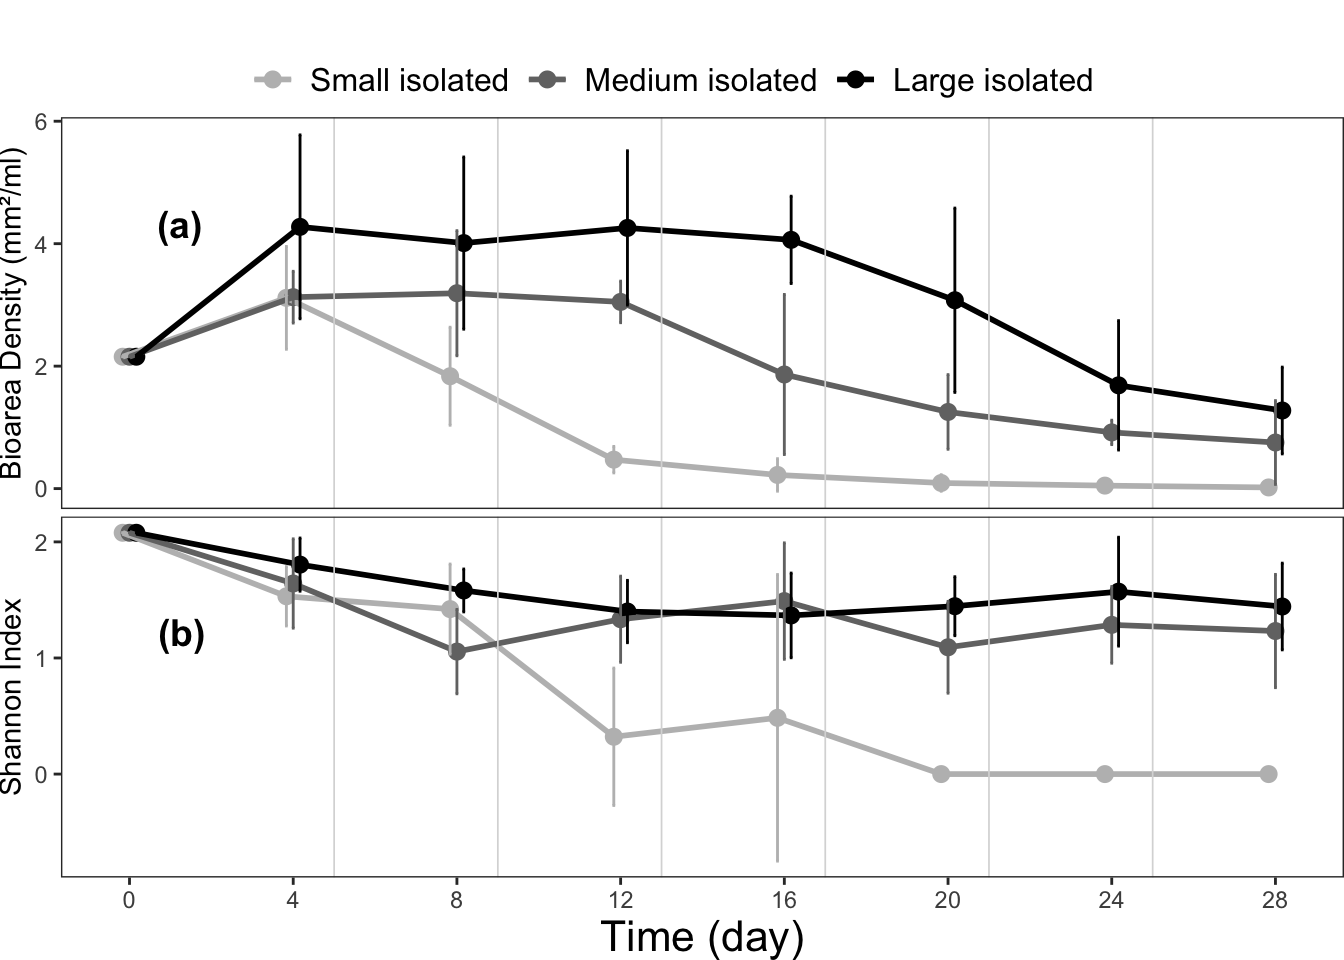 Small isolated Medium isolated Large isolated
Bioarea Density (mm²/ml)
6
4
2
0
(a)
Shannon Index
2
1
0
(b)
0 4 8 12 16 20 24 28
Time (day)